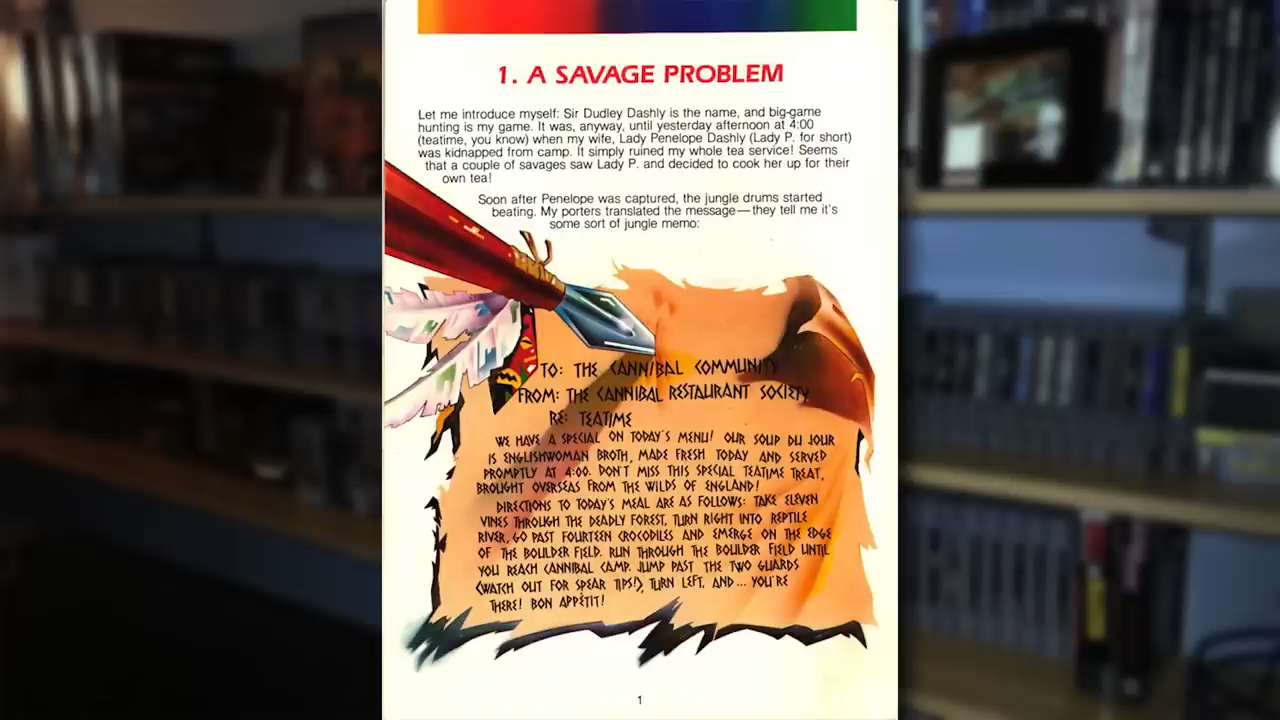 1. A SAVAGE PROBLEM
Let me introduce myself: Sir Dudley Dashly is the name, and big-game
hunting is my game. It was, anyway, until yesterday afternoon at 4:00
(teatime, you know) when my wife, Lady Penelope Dashly (Lady P. for short)
was kidnapped from camp. It simply ruined my whole tea service! Seems
that a couple of savages saw Lady P. and decided to cook her up for their
own tea!
Soon after Penelope was captured, the jungle drums started
beating. My porters translated the message—they tell me it's
some sort of jungle memo:
TO: THE CANNIBAL COMMUNITY
FROM: THE CANNIBAL RESTAURANT SOCIETY
RE: TEATIME
WE HAVE A SPECIAL ON TODAY'S MENU! OUR SOUP DU JOUR
IS ENGLISHWOMAN BROTH, MADE FRESH TODAY AND SERVED
PROMPTLY AT 4:00. DON'T MISS THIS SPECIAL TEATIME TREAT,
BROUGHT OVERSEAS FROM THE WILDS OF ENGLAND!
DIRECTIONS TO TODAY'S MEAL ARE AS FOLLOWS: TAKE ELEVEN
VINES THROUGH THE DEADLY FOREST, TURN RIGHT INTO REPTILE
RIVER, GO PAST FOURTEEN CROCODILES AND EMERGE ON THE EDGE
OF THE BOULDER FIELD. RUN THROUGH THE BOULDER FIELD UNTIL
YOU REACH CANNIBAL CAMP. JUMP PAST THE TWO GUARDS
(WATCH OUT FOR SPEAR TIPS!), TURN LEFT, AND... YOU'RE
THERE! BON APPÉTIT!
1